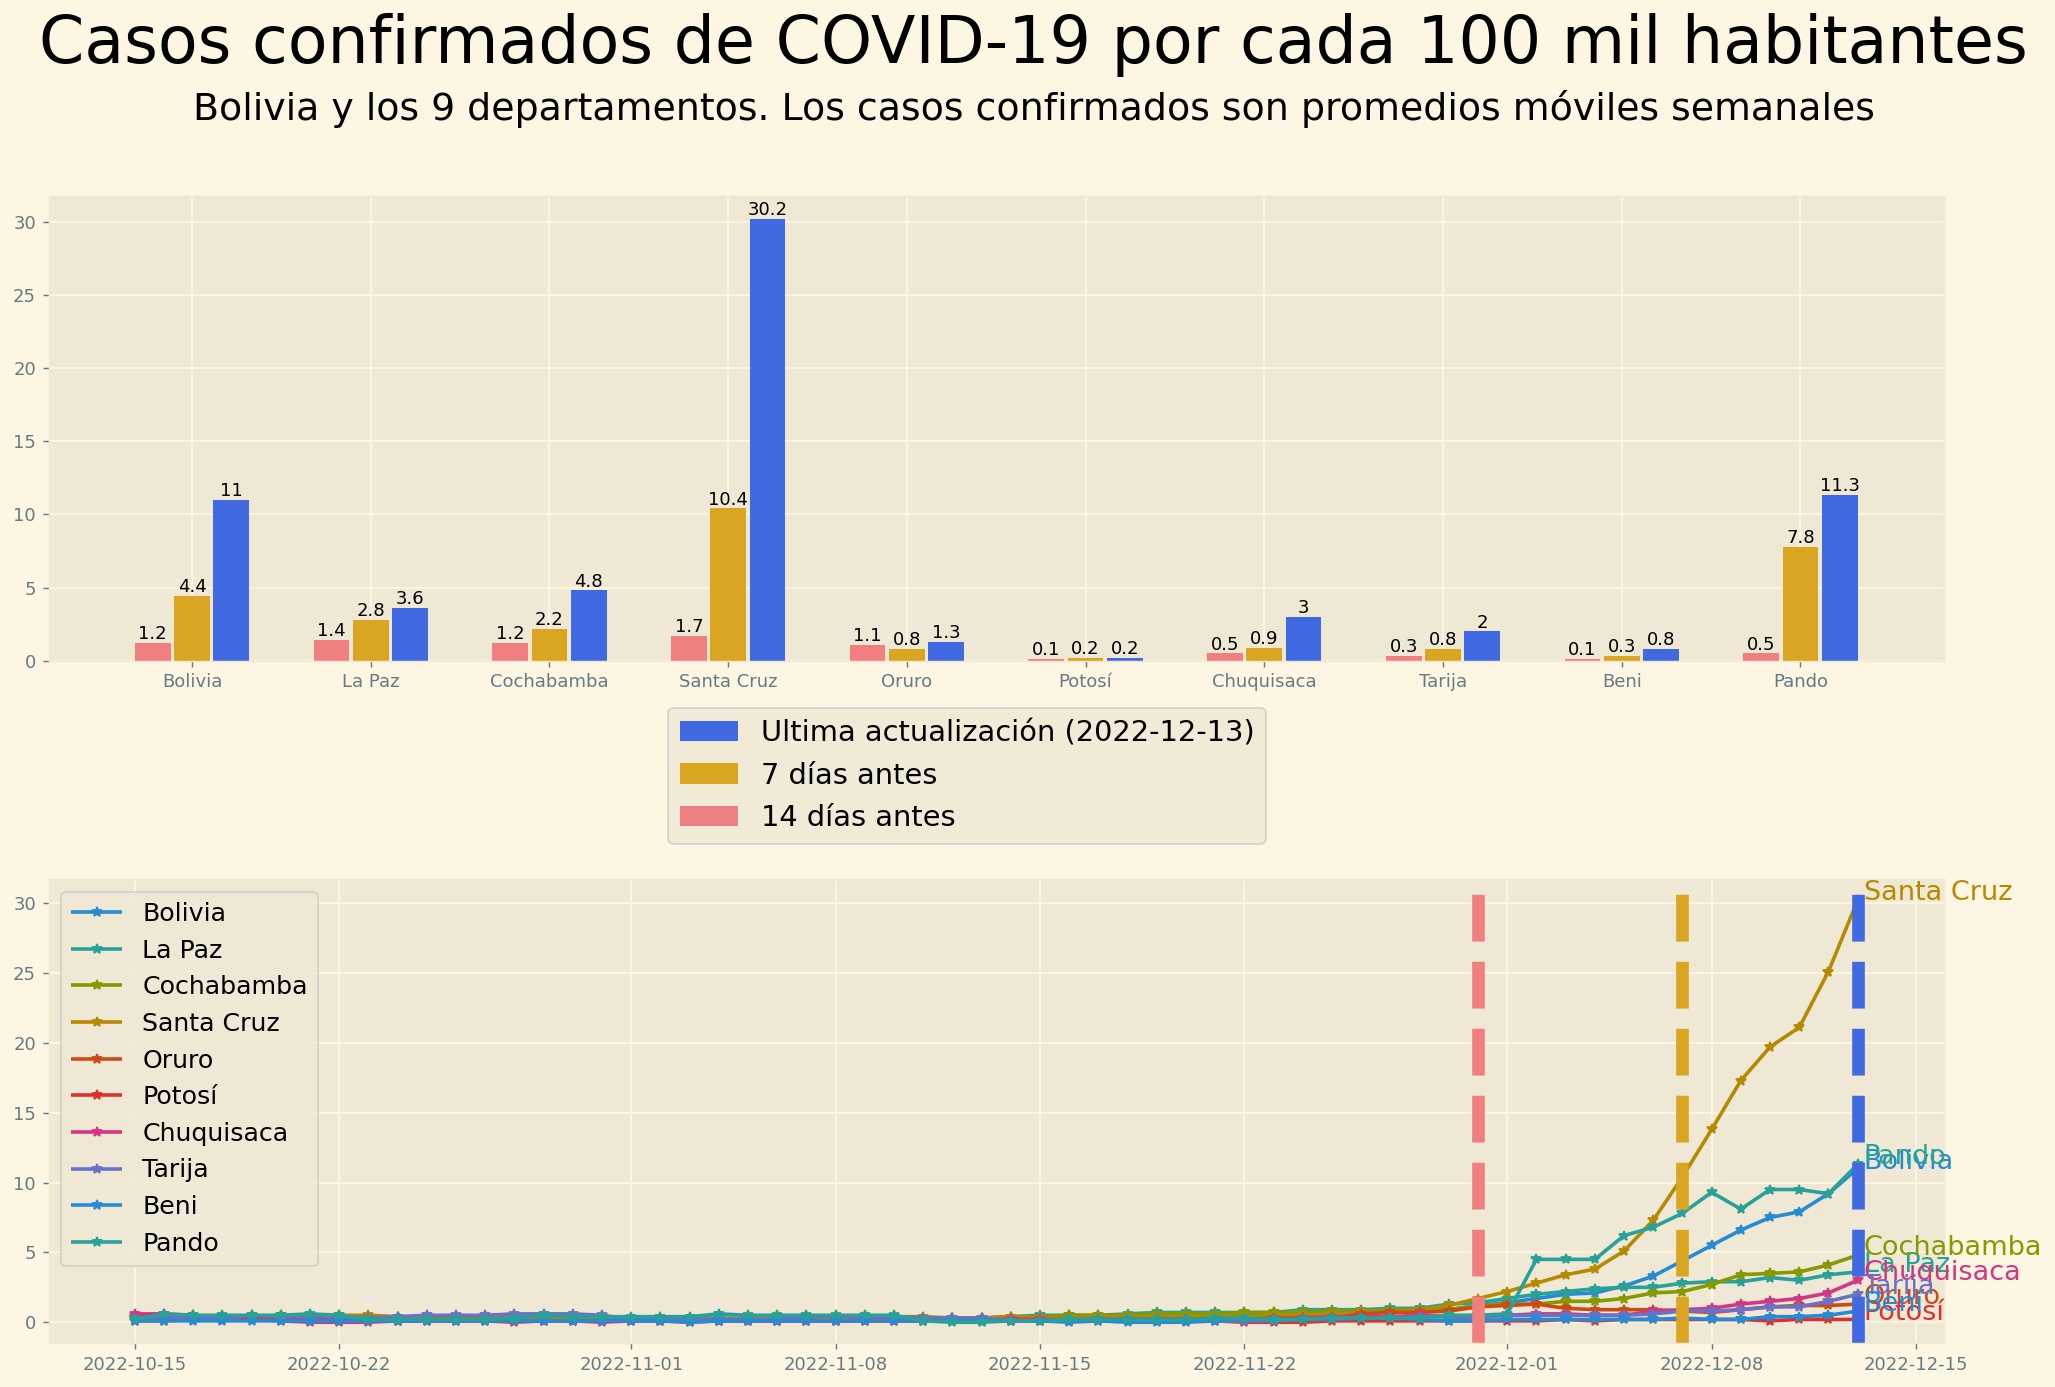 Casos confirmados de COVID-19 por cada 100 mil habitantes
Bolivia y los 9 departamentos. Los casos confirmados son promedios móviles semanales
30
25
20
15
10
5
0
1.2 4.4 11
1.4 2.8 3.6
1.2 2.2 4.8
1.7 10.4 30.2
1.1 0.8 1.3
0.1 0.2 0.2
0.5 0.9 3
0.3 0.8 2
0.1 0.3 0.8
0.5 7.8 11.3
Bolivia La Paz Cochabamba Santa Cruz Oruro Potosí Chuquisaca Tarija Beni Pando
Ultima actualización (2022-12-13)
7 días antes
14 días antes
30
25
20
15
10
5
0
Bolivia
La Paz
Cochabamba
Santa Cruz
Oruro
Potosí
Chuquisaca
Tarija
Beni
Pando
Santa Cruz
Pando
Bolivia
Cochabamba
La Paz
Chuquisaca
Tarija
Oruro
Beni
Potosí
2022-10-15 2022-10-22 2022-11-01 2022-11-08 2022-11-15 2022-11-22 2022-12-01 2022-12-08 2022-12-15